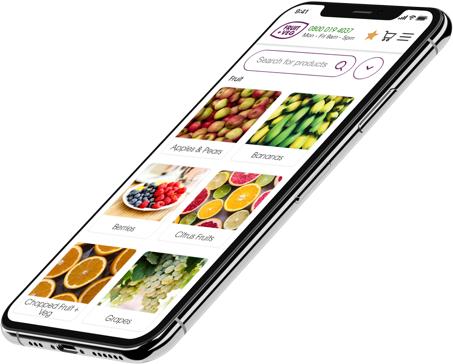 9:41
FRUIT
+ VEG
0800 019 4037
Mon - Fri 8am - 5pm
Search for products
Fruit
Apples & Pears
Bananas
Berries
Citrus Fruits
Chopped Fruit +
Veg
Grapes